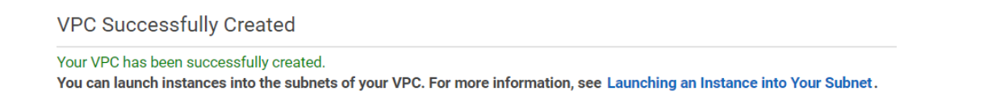 VPC Successfully Created
Your VPC has been successfully created.
You can launch instances into the subnets of your VPC. For more information, see Launching an Instance into Your Subnet.